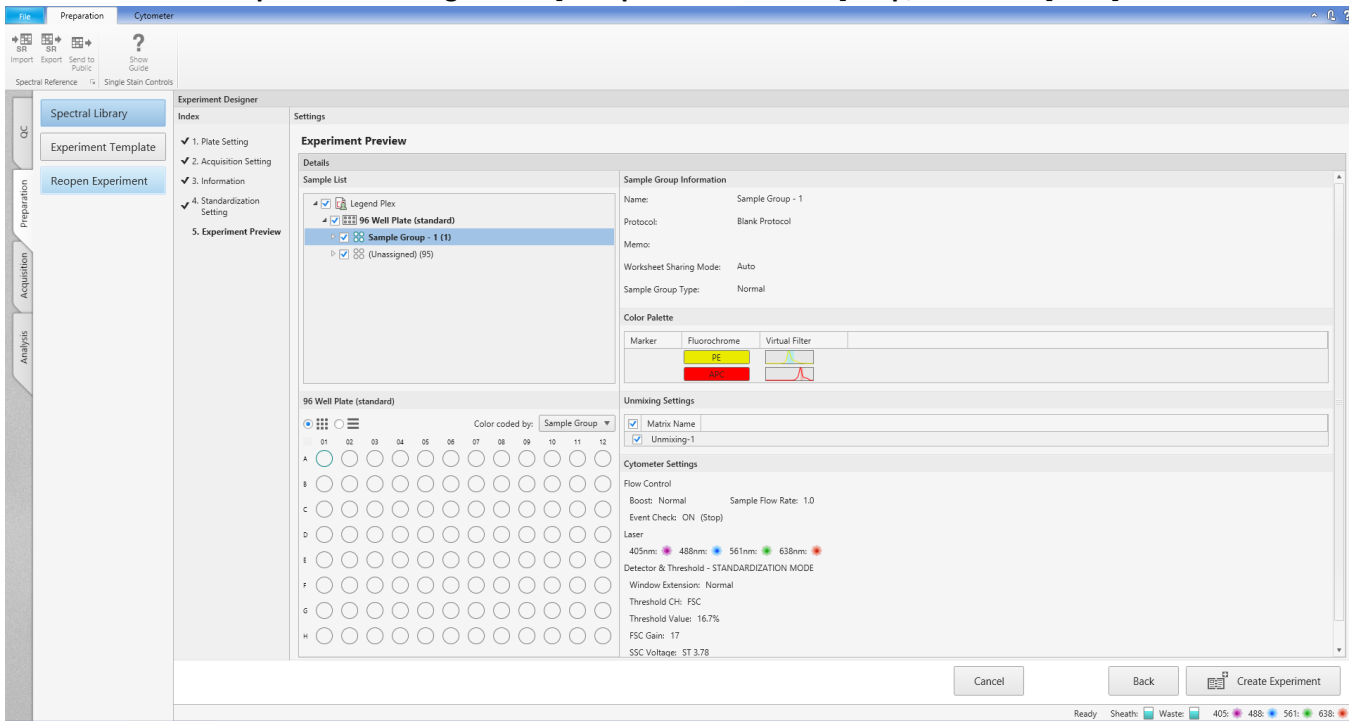 File Preparation Cytometer
SR SR
Import Export Send to Public Show Guide
Spectral Reference Single Stain Controls
QC
Preparation
Acquisition
Analysis
Spectral Library
Experiment Template
Reopen Experiment
Experiment Designer
Index
1. Plate Setting
2. Acquisition Setting
3. Information
4. Standardization
Setting
5. Experiment Preview
Settings
Experiment Preview
Details
Sample List
Legend Plex
96 Well Plate (standard)
Sample Group - 1 (1)
(Unassigned) (95)
96 Well Plate (standard)
Color coded by: Sample Group
01 02 03 04 05 06 07 08 09 10 11 12
A
B
C
D
E
F
G
H
Sample Group Information
Name: Sample Group - 1
Protocol: Blank Protocol
Memo:
Worksheet Sharing Mode: Auto
Sample Group Type: Normal
Color Palette
Marker Fluorochrome Virtual Filter
PE
APC
Unmixing Settings
Matrix Name
Unmixing-1
Cytometer Settings
Flow Control
Boost: Normal Sample Flow Rate: 1.0
Event Check: ON (Stop)
Laser
405nm: 488nm: 561nm: 638nm:
Detector & Threshold - STANDARDIZATION MODE
Window Extension: Normal
Threshold CH: FSC
Threshold Value: 16.7%
FSC Gain: 17
SSC Voltage: ST 3.78
Cancel Back Create Experiment
Ready Sheath: Waste: 405: 488: 561: 638: